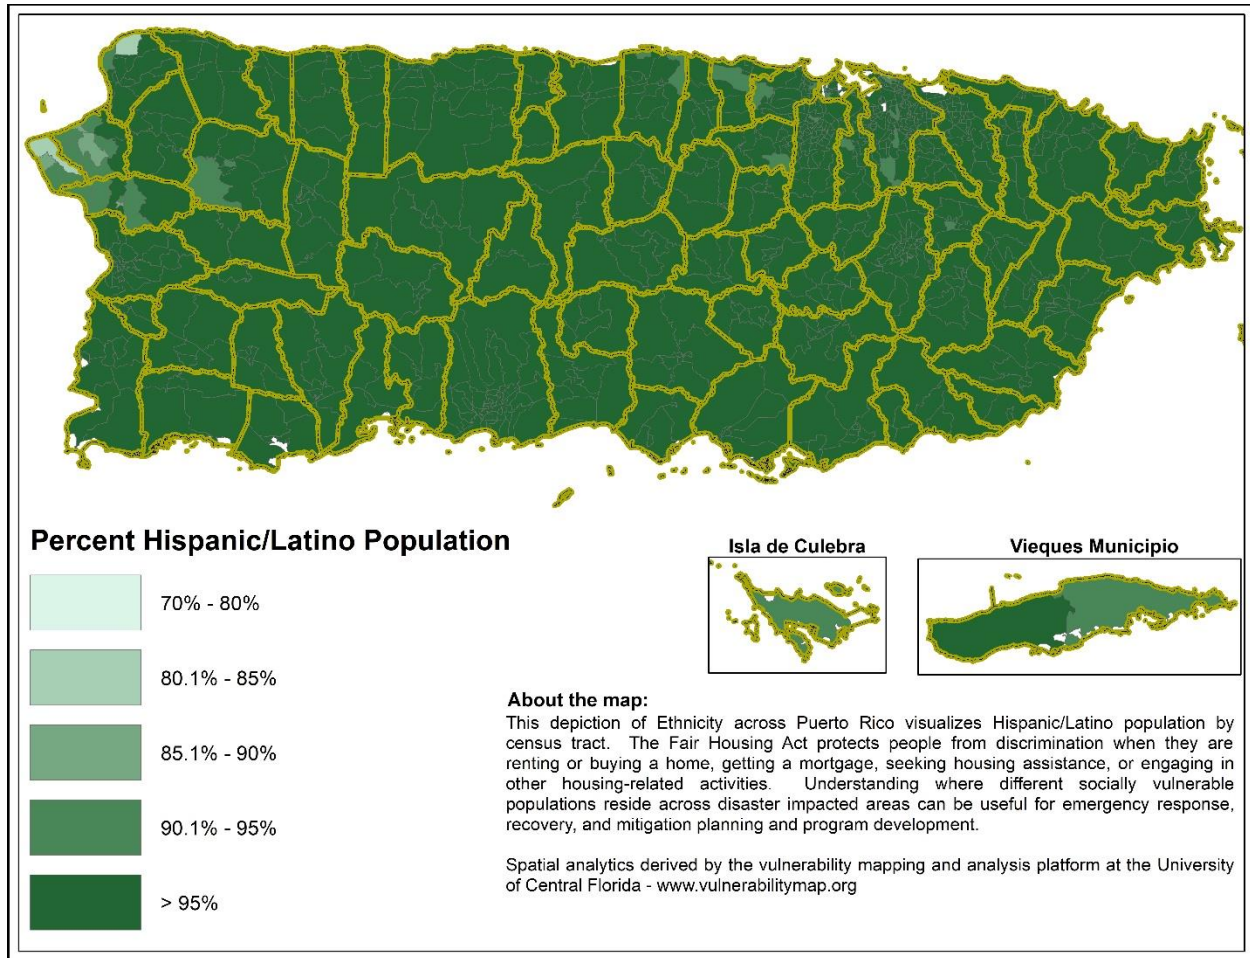 Percent Hispanic/Latino Population
70% - 80%
80.1% - 85%
85.1% - 90%
90.1% - 95%
> 95%
Isla de Culebra
Vieques Municipio
About the map:
This depiction of Ethnicity across Puerto Rico visualizes Hispanic/Latino population by
census tract. The Fair Housing Act protects people from discrimination when they are
renting or buying a home, getting a mortgage, seeking housing assistance, or engaging in
other housing-related activities. Understanding where different socially vulnerable
populations reside across disaster impacted areas can be useful for emergency response,
recovery, and mitigation planning and program development.
Spatial analytics derived by the vulnerability mapping and analysis platform at the University
of Central Florida - www.vulnerabilitymap.org